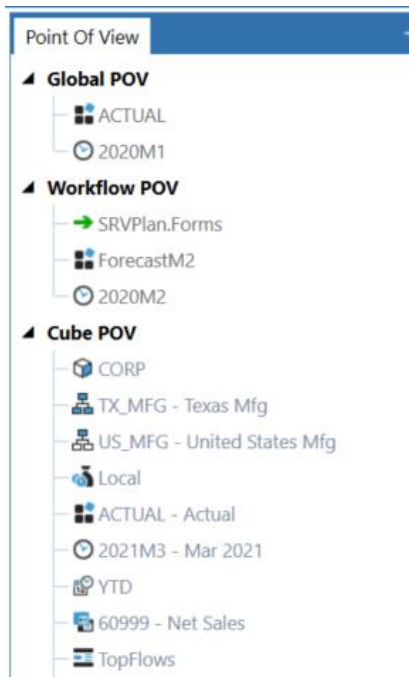 Point Of View
Global POV
ACTUAL
2020M1
Workflow POV
SRVPlan.Forms
ForecastM2
2020M2
Cube POV
CORP
TX_MFG - Texas Mfg
US_MFG - United States Mfg
Local
ACTUAL - Actual
2021M3 - Mar 2021
YTD
60999 - Net Sales
TopFlows